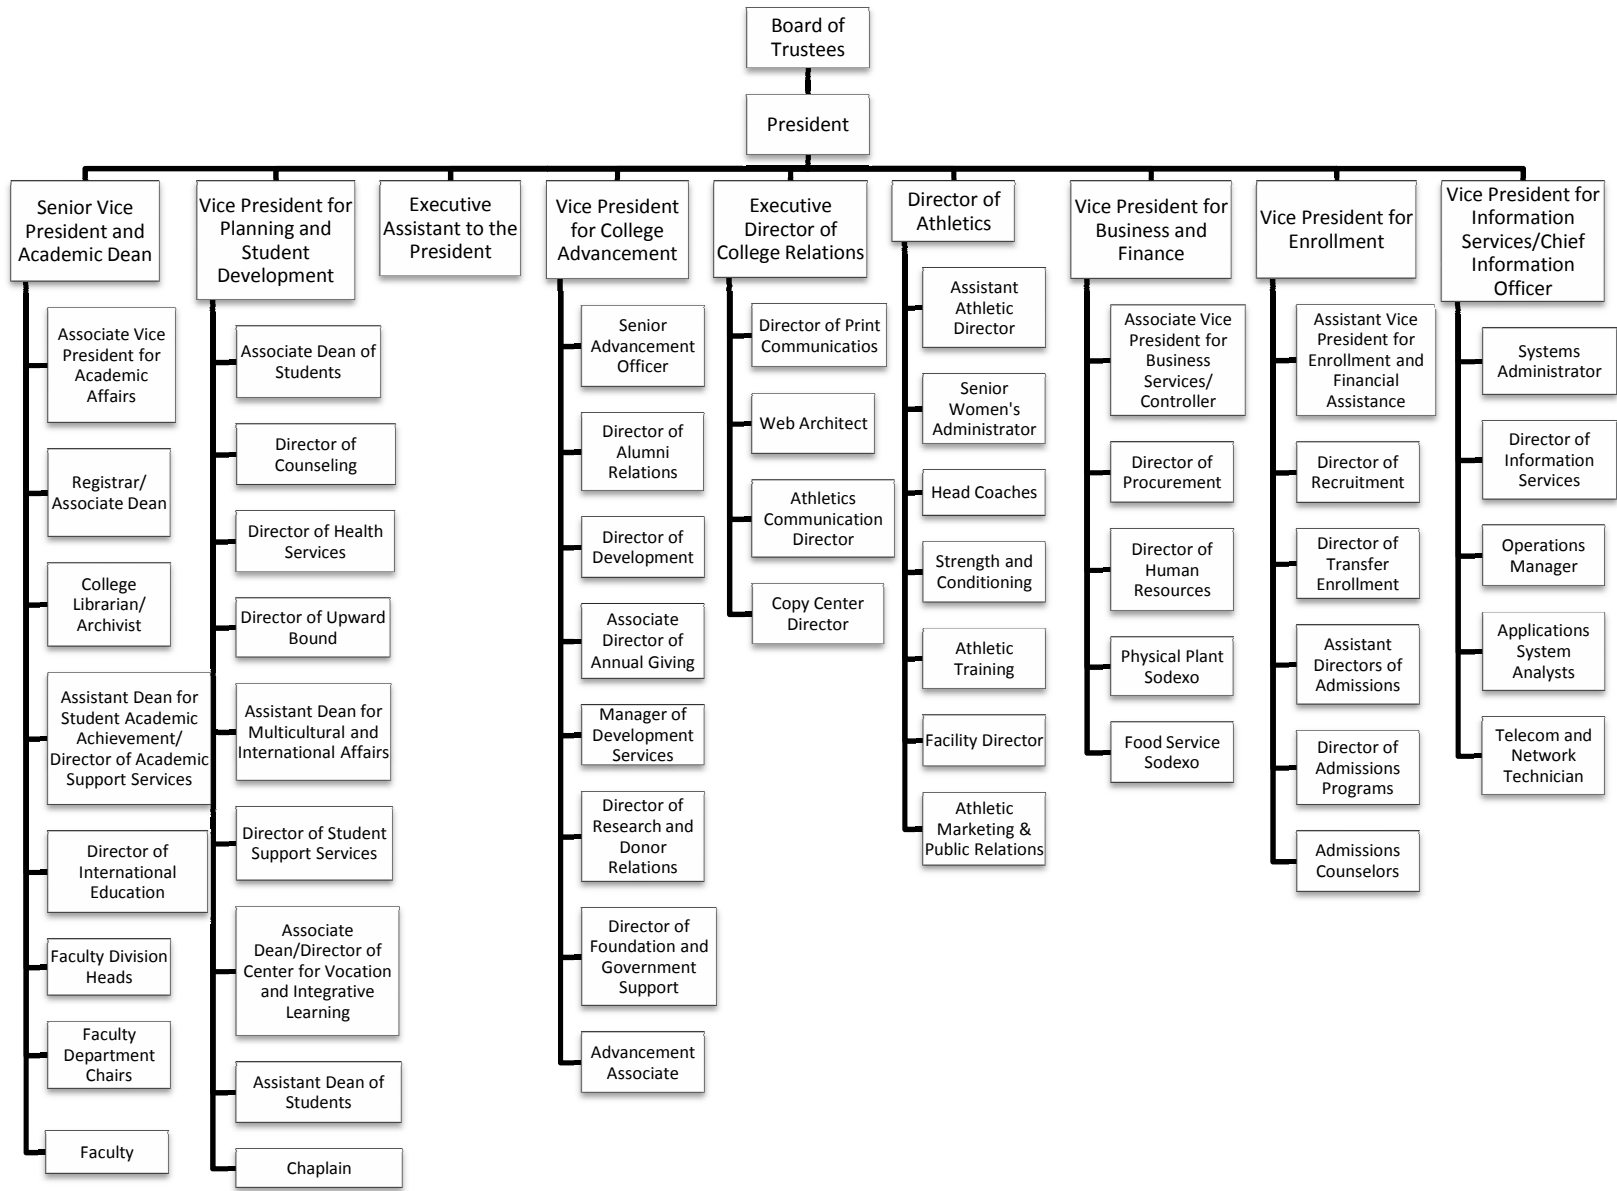 Board of
Trustees
President
Senior Vice
President and
Academic Dean
Associate Vice
President for
Academic
Affairs
Registrar/
Associate Dean
College
Librarian/
Archivist
Assistant Dean for
Student Academic
Achievement/
Director of Academic
Support Services
Director of
International
Education
Faculty Division
Heads
Faculty
Department
Chairs
Faculty
Vice President for
Planning and
Student
Development
Associate Dean of
Students
Director of
Counseling
Director of Health
Services
Director of Upward
Bound
Assistant Dean for
Multicultural and
International Affairs
Director of Student
Support Services
Associate
Dean/Director of
Center for Vocation
and Integrative
Learning
Assistant Dean of
Students
Chaplain
Executive
Assistant to the
President
Vice President
for College
Advancement
Senior
Advancement
Officer
Director of
Alumni
Relations
Director of
Development
Associate
Director of
Annual Giving
Manager of
Development
Services
Director of
Research and
Donor
Relations
Director of
Foundation and
Government
Support
Advancement
Associate
Executive
Director of
College Relations
Director of Print
Communicatios
Web Architect
Athletics
Communication
Director
Copy Center
Director
Director of
Athletics
Assistant
Athletic
Director
Senior
Women's
Administrator
Head Coaches
Strength and
Conditioning
Athletic
Training
Facility Director
Athletic
Marketing &
Public Relations
Vice President for
Business and
Finance
Associate Vice
President for
Business
Services/
Controller
Director of
Procurement
Director of
Human
Resources
Physical Plant
Sodexo
Food Service
Sodexo
Vice President for
Enrollment
Assistant Vice
President for
Enrollment and
Financial
Assistance
Director of
Recruitment
Director of
Transfer
Enrollment
Assistant
Directors of
Admissions
Director of
Admissions
Programs
Admissions
Counselors
Vice President for
Information
Services/Chief
Information
Officer
Systems
Administrator
Director of
Information
Services
Operations
Manager
Applications
System
Analysts
Telecom and
Network
Technician